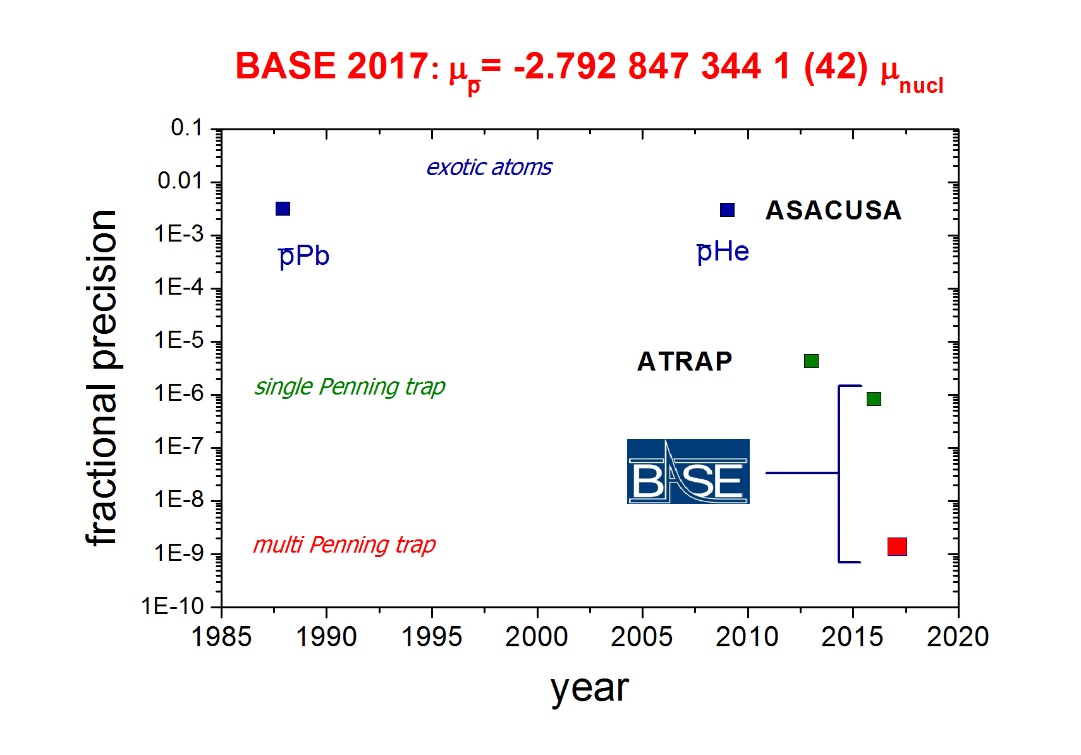 BASE 2017: μp̄= -2.792 847 344 1 (42) μnucl
0.1
0.01
1E-3
1E-4
1E-5
1E-6
1E-7
1E-8
1E-9
1E-10
fractional precision
exotic atoms
ASACUSA
p̄Pb
p̄He
ATRAP
single Penning trap
BASE
multi Penning trap
1985 1990 1995 2000 2005 2010 2015 2020
year